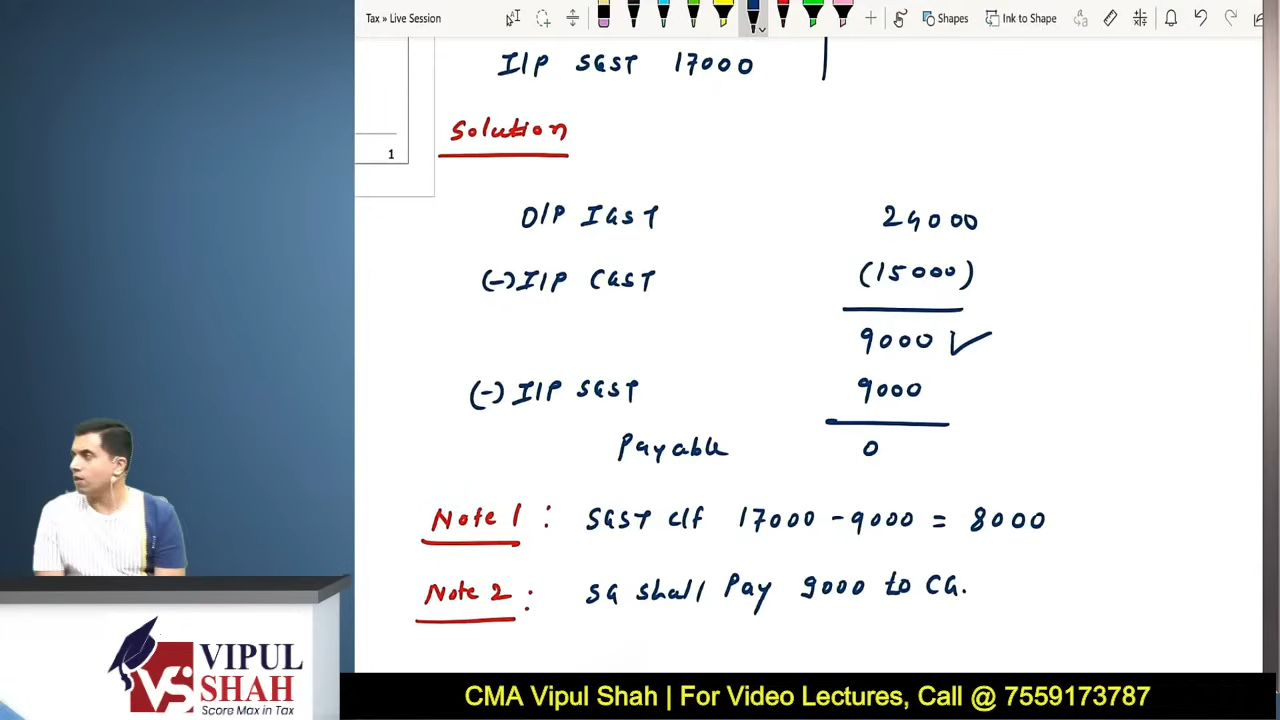 Tax » Live Session
Shapes
Ink to Shape
I/P SGST 17000
1
Solution
O/P IGST 24000
(-) I/P CGST (15000)
9000 ✓
(-) I/P SGST 9000
Payable 0
Note 1 : SGST c/f 17000 - 9000 = 8000
Note 2 : SG shall Pay 9000 to CG.
VS
VIPUL
SHAH
Score Max in Tax
CMA Vipul Shah | For Video Lectures, Call @ 7559173787